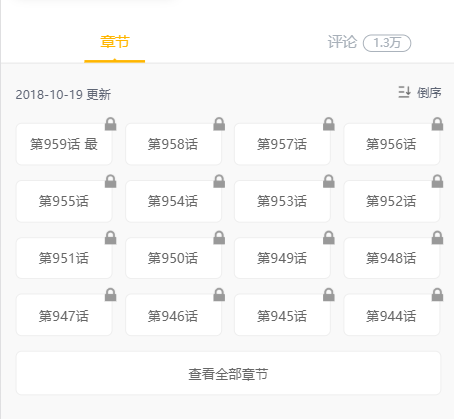 章节 评论 1.3万
2018-10-19 更新 倒序
第959话 最 第958话 第957话 第956话
第955话 第954话 第953话 第952话
第951话 第950话 第949话 第948话
第947话 第946话 第945话 第944话
查看全部章节